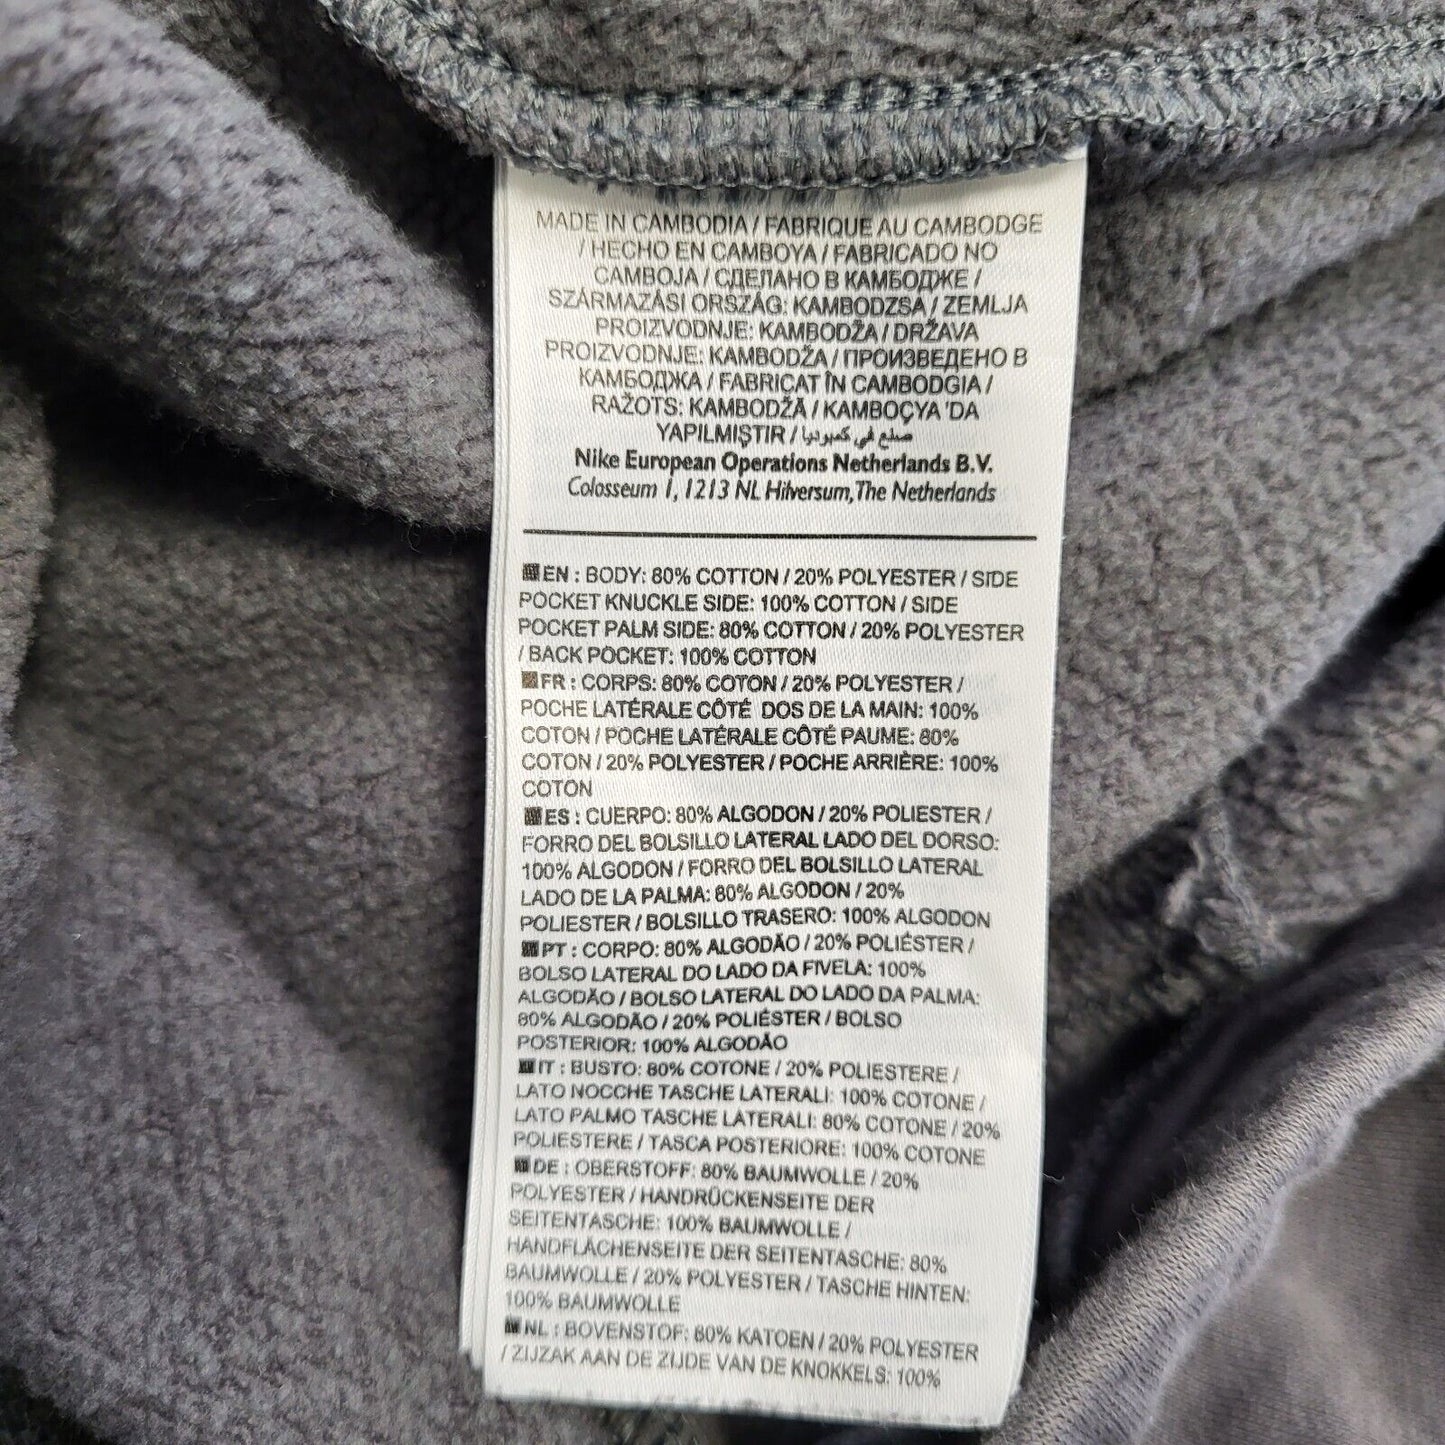 MADE IN CAMBODIA / FABRIQUE AU CAMBODGE
/ HECHO EN CAMBOYA / FABRICADO NO
CAMBOJA / СДЕЛАНО В КАМБОДЖЕ /
SZÁRMAZÁSI ORSZÁG: KAMBODZSA / ZEMLJA
PROIZVODNJE: KAMBODŽA / DRŽAVA
PROIZVODNJE: KAMBODŽA / ПРОИЗВЕДЕНО В
КАМБОДЖА / FABRICAT ÎN CAMBODGIA /
RAŽOTS: KAMBODŽĀ / KAMBOÇYA 'DA
YAPILMIŞTIR / صنع في كمبوديا
Nike European Operations Netherlands B.V.
Colosseum 1, 1213 NL Hilversum, The Netherlands
EN : BODY: 80% COTTON / 20% POLYESTER / SIDE
POCKET KNUCKLE SIDE: 100% COTTON / SIDE
POCKET PALM SIDE: 80% COTTON / 20% POLYESTER
/ BACK POCKET: 100% COTTON
FR : CORPS: 80% COTON / 20% POLYESTER /
POCHE LATÉRALE CÔTÉ DOS DE LA MAIN: 100%
COTON / POCHE LATÉRALE CÔTÉ PAUME: 80%
COTON / 20% POLYESTER / POCHE ARRIÈRE: 100%
COTON
ES : CUERPO: 80% ALGODON / 20% POLIESTER /
FORRO DEL BOLSILLO LATERAL LADO DEL DORSO:
100% ALGODON / FORRO DEL BOLSILLO LATERAL
LADO DE LA PALMA: 80% ALGODON / 20%
POLIESTER / BOLSILLO TRASERO: 100% ALGODON
PT : CORPO: 80% ALGODÃO / 20% POLIÉSTER /
BOLSO LATERAL DO LADO DA FIVELA: 100%
ALGODÃO / BOLSO LATERAL DO LADO DA PALMA:
80% ALGODÃO / 20% POLIÉSTER / BOLSO
POSTERIOR: 100% ALGODÃO
IT : BUSTO: 80% COTONE / 20% POLIESTERE /
LATO NOCCHE TASCHE LATERALI: 100% COTONE /
LATO PALMO TASCHE LATERALI: 80% COTONE / 20%
POLIESTERE / TASCA POSTERIORE: 100% COTONE
DE : OBERSTOFF: 80% BAUMWOLLE / 20%
POLYESTER / HANDRÜCKENSEITE DER
SEITENTASCHE: 100% BAUMWOLLE /
HANDFLÄCHENSEITE DER SEITENTASCHE: 80%
BAUMWOLLE / 20% POLYESTER / TASCHE HINTEN:
100% BAUMWOLLE
NL : BOVENSTOF: 80% KATOEN / 20% POLYESTER
/ ZIJZAK AAN DE ZIJDE VAN DE KNOKKELS: 100%